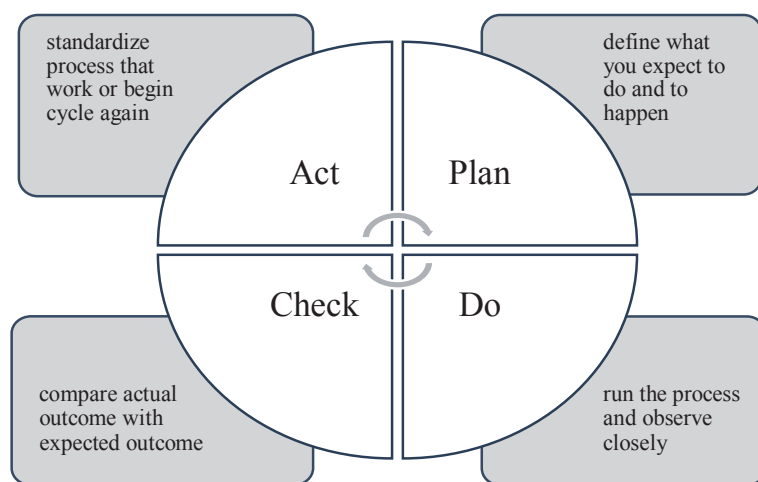 standardize
process that
work or begin
cycle again
define what
you expect to
do and to
happen
Act
Plan
Check
Do
compare actual
outcome with
expected outcome
run the process
and observe
closely